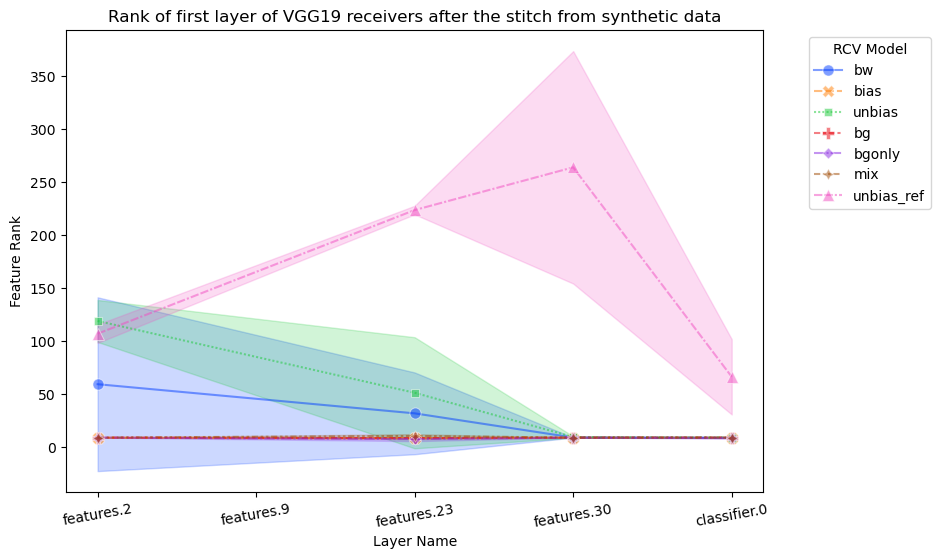 Rank of first layer of VGG19 receivers after the stitch from synthetic data
RCV Model
bw
bias
unbias
bg
bgonly
mix
unbias_ref
Feature Rank
350
300
250
200
150
100
50
0
features.2
features.9
features.23
features.30
classifier.0
Layer Name